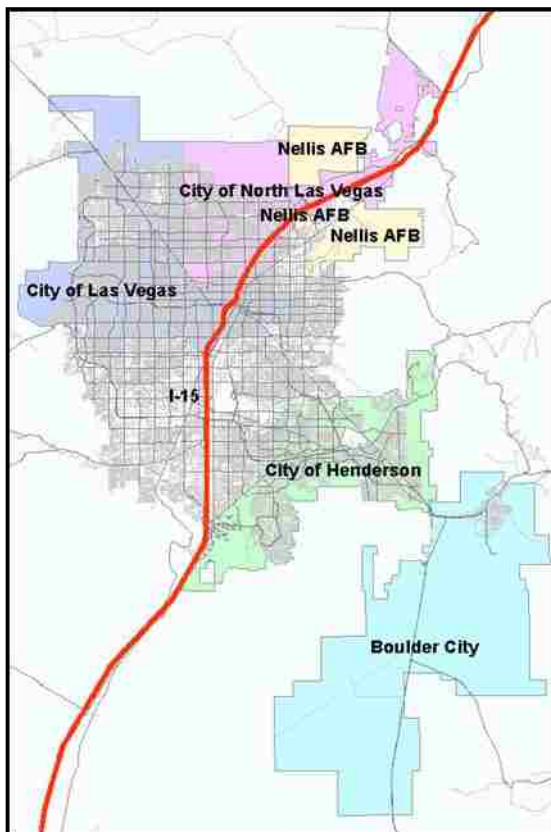 Nellis AFB
City of North Las Vegas
Nellis AFB
Nellis AFB
City of Las Vegas
I-15
City of Henderson
Boulder City